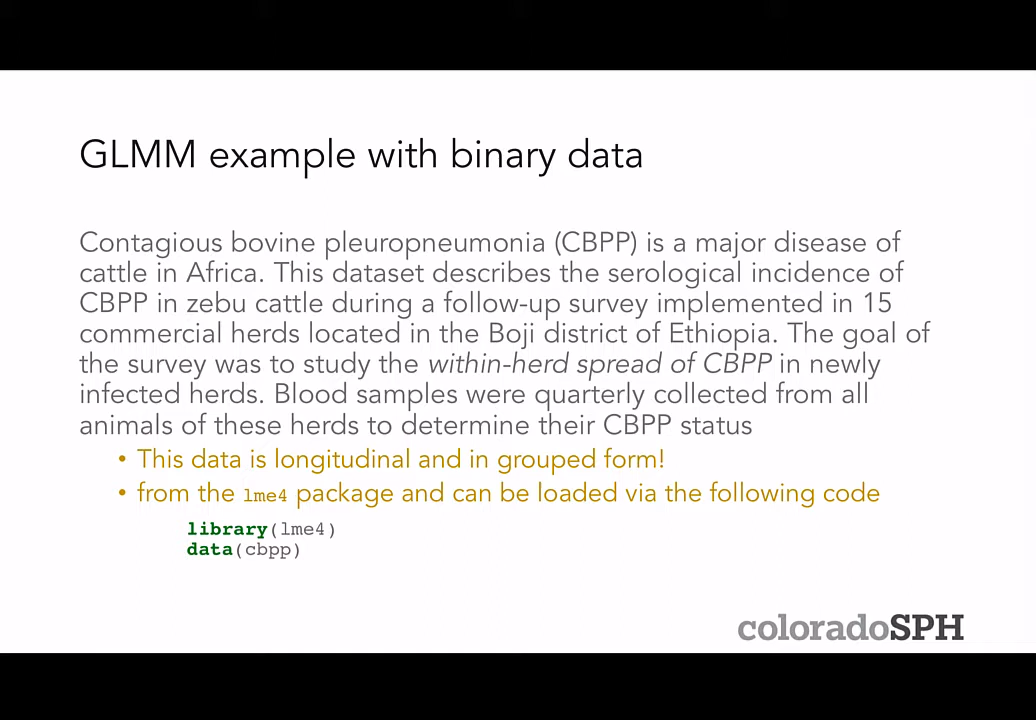 GLMM example with binary data
Contagious bovine pleuropneumonia (CBPP) is a major disease of
cattle in Africa. This dataset describes the serological incidence of
CBPP in zebu cattle during a follow-up survey implemented in 15
commercial herds located in the Boji district of Ethiopia. The goal of
the survey was to study the within-herd spread of CBPP in newly
infected herds. Blood samples were quarterly collected from all
animals of these herds to determine their CBPP status
• This data is longitudinal and in grouped form!
• from the lme4 package and can be loaded via the following code
library(lme4)
data(cbpp)
coloradoSPH